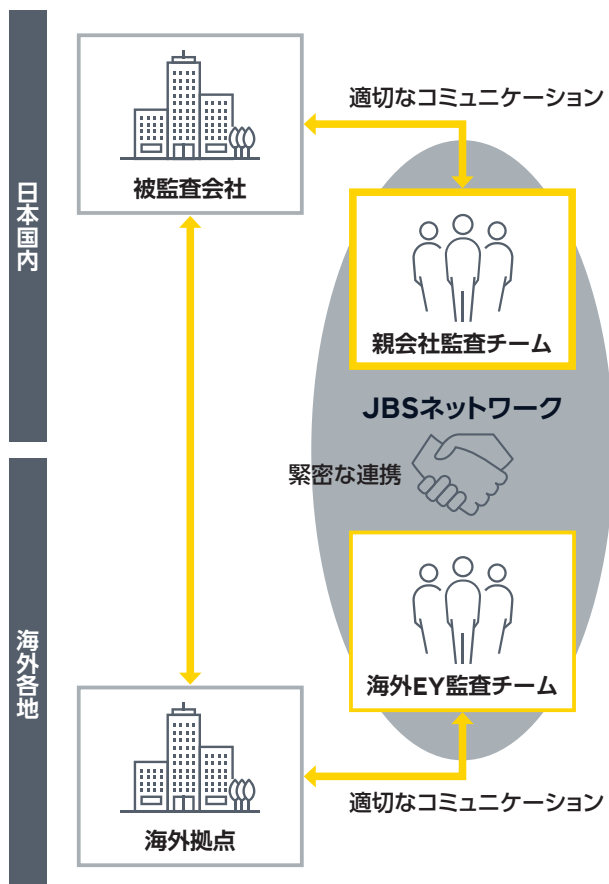 日本国内
被監査会社
適切なコミュニケーション
親会社監査チーム
JBSネットワーク
緊密な連携
海外各地
海外EY監査チーム
海外拠点
適切なコミュニケーション